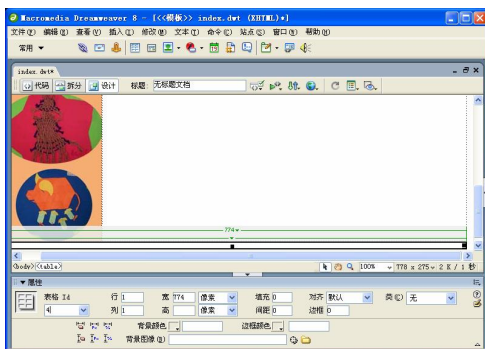 Macromedia Dreamweaver 8 - [<<模板>> index.dwt (XHTML)*]
文件(F) 编辑(E) 查看(V) 插入(I) 修改(M) 文本(T) 命令(C) 站点(S) 窗口(W) 帮助(H)
常用
index.dwt*
代码 拆分 设计 标题: 无标题文档
774
<body><table> 100% 778 x 275 2 K / 1 秒
属性
表格 Id 行 1 宽 774 像素 填充 0 对齐 默认 类(C) 无
4 列 1 高 像素 间距 0 边框 0
背景颜色 边框颜色
背景图像(B)